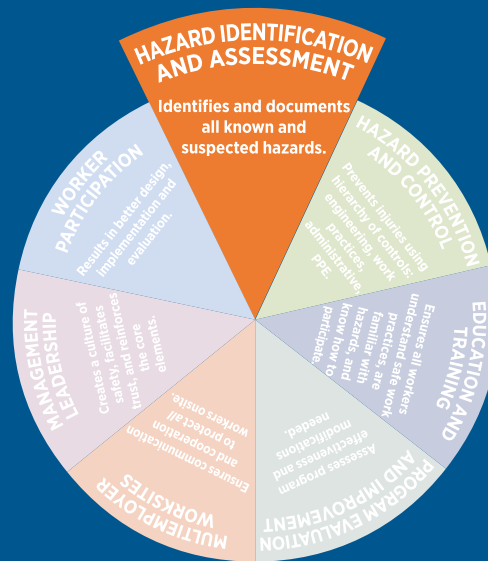 HAZARD IDENTIFICATION
AND ASSESSMENT
Identifies and documents
all known and
suspected hazards.
HAZARD PREVENTION
AND CONTROL
Prevents injuries using
hierarchy of controls:
engineering, work
practices,
administrative,
PPE.
EDUCATION AND
TRAINING
Ensures all workers
understand safe work
practices, are
familiar with
hazards, and
know how to
participate.
PROGRAM EVALUATION
AND IMPROVEMENT
Assesses program
effectiveness and
modifications
needed.
MULTIEMPLOYER
WORKSITES
Ensures communication
and cooperation
to protect all
workers onsite.
MANAGEMENT
LEADERSHIP
Creates a culture of
safety, facilitates
trust, and reinforces
the core
elements.
WORKER
PARTICIPATION
Results in better design,
implementation and
evaluation.